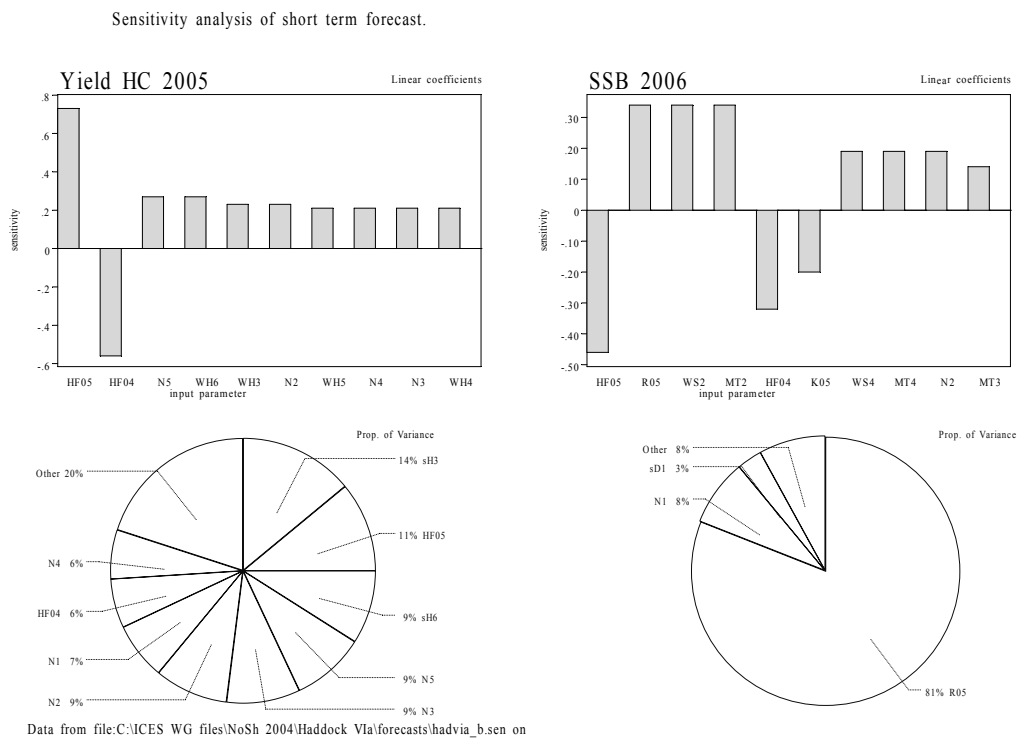 Sensitivity analysis of short term forecast.
Yield HC 2005
Linear coefficients
.8
.6
.4
.2
0
-.2
-.4
-.6
sensitivity
HF05 HF04 N5 WH6 WH3 N2 WH5 N4 N3 WH4
input parameter
SSB 2006
Linear coefficients
.30
.20
.10
0
-.10
-.20
-.30
-.40
-.50
sensitivity
HF05 R05 WS2 MT2 HF04 K05 WS4 MT4 N2 MT3
input parameter
Prop. of Variance
14% sH3
11% HF05
9% sH6
9% N5
9% N3
N2 9%
N1 7%
HF04 6%
N4 6%
Other 20%
Prop. of Variance
Other 8%
sD1 3%
N1 8%
81% R05
Data from file:C:\ICES WG files\NoSh 2004\Haddock VIa\forecasts\hadvia_b.sen on